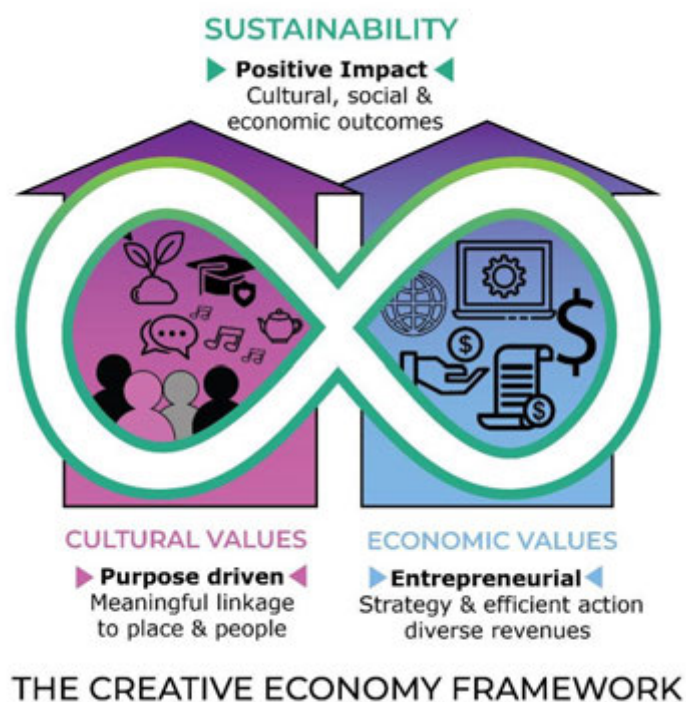 SUSTAINABILITY
Positive Impact
Cultural, social &
economic outcomes
$
$
$
CULTURAL VALUES
Purpose driven
Meaningful linkage
to place & people
ECONOMIC VALUES
Entrepreneurial
Strategy & efficient action
diverse revenues
THE CREATIVE ECONOMY FRAMEWORK